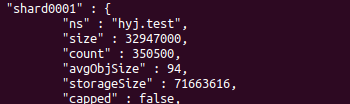 "shard0001" : {
"ns" : "hyj.test",
"size" : 32947000,
"count" : 350500,
"avgObjSize" : 94,
"storageSize" : 71663616,
"capped" : false,